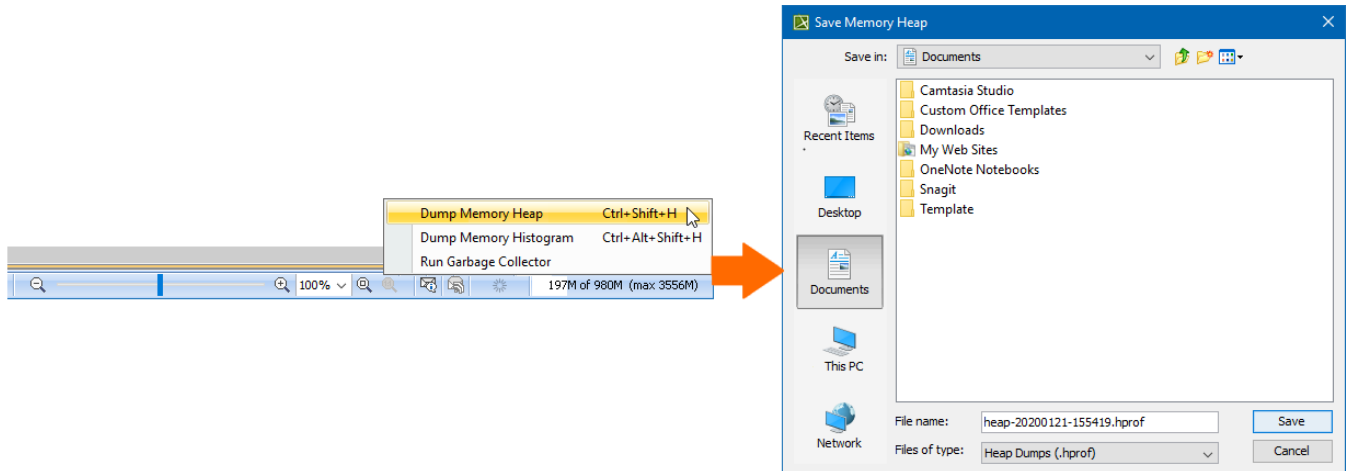 Dump Memory Heap Ctrl+Shift+H
Dump Memory Histogram Ctrl+Alt+Shift+H
Run Garbage Collector
100%
197M of 980M (max 3556M)
Save Memory Heap
Save in: Documents
Recent Items
Desktop
Documents
This PC
Network
Camtasia Studio
Custom Office Templates
Downloads
My Web Sites
OneNote Notebooks
Snagit
Template
File name: heap-20200121-155419.hprof Save
Files of type: Heap Dumps (.hprof) Cancel